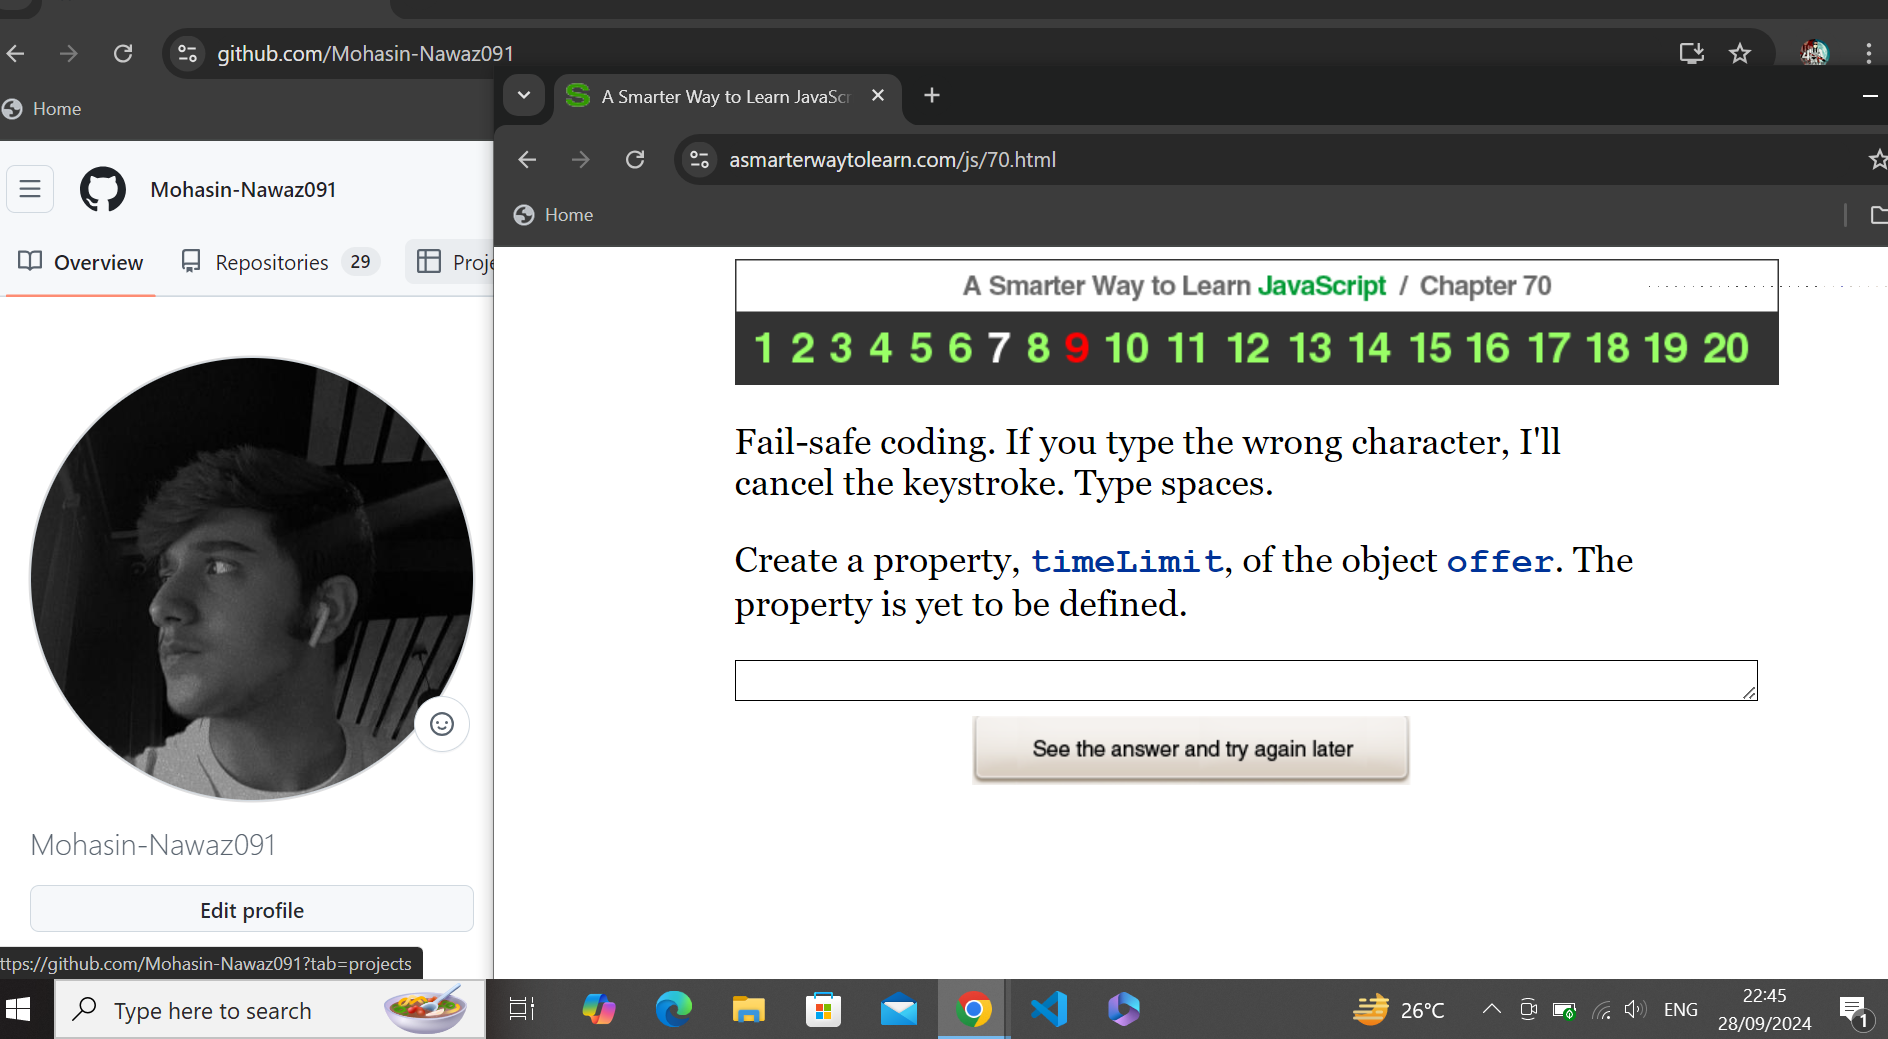 github.com/Mohasin-Nawaz091
Home
Mohasin-Nawaz091
Overview
Repositories 29
Proje
Mohasin-Nawaz091
Edit profile
ttps://github.com/Mohasin-Nawaz091?tab=projects
A Smarter Way to Learn JavaScr
asmarterwaytolearn.com/js/70.html
Home
A Smarter Way to Learn JavaScript / Chapter 70
1 2 3 4 5 6 7 8 9 10 11 12 13 14 15 16 17 18 19 20
Fail-safe coding. If you type the wrong character, I'll
cancel the keystroke. Type spaces.
Create a property, timeLimit, of the object offer. The
property is yet to be defined.
See the answer and try again later
Type here to search
26°C
ENG
22:45
28/09/2024
1